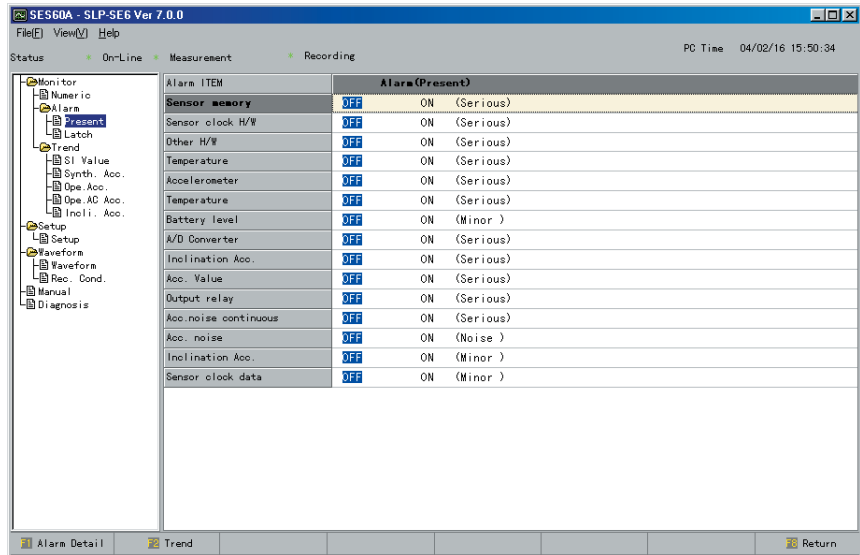 SES60A - SLP-SE6 Ver 7.0.0
File(F) View(V) Help
Status * On-Line * Measurement * Recording PC Time 04/02/16 15:50:34
Monitor
Numeric
Alarm
Present
Latch
Trend
SI Value
Synth. Acc.
Ope.Acc.
Ope.AC Acc.
Incli. Acc.
Setup
Setup
Waveform
Waveform
Rec. Cond.
Manual
Diagnosis
Alarm ITEM Alarm(Present)
Sensor memory OFF ON (Serious)
Sensor clock H/W OFF ON (Serious)
Other H/W OFF ON (Serious)
Temperature OFF ON (Serious)
Accelerometer OFF ON (Serious)
Temperature OFF ON (Serious)
Battery level OFF ON (Minor )
A/D Converter OFF ON (Serious)
Inclination Acc. OFF ON (Serious)
Acc. Value OFF ON (Serious)
Output relay OFF ON (Serious)
Acc.noise continuous OFF ON (Serious)
Acc. noise OFF ON (Noise )
Inclination Acc. OFF ON (Minor )
Sensor clock data OFF ON (Minor )
F1 Alarm Detail F2 Trend F8 Return